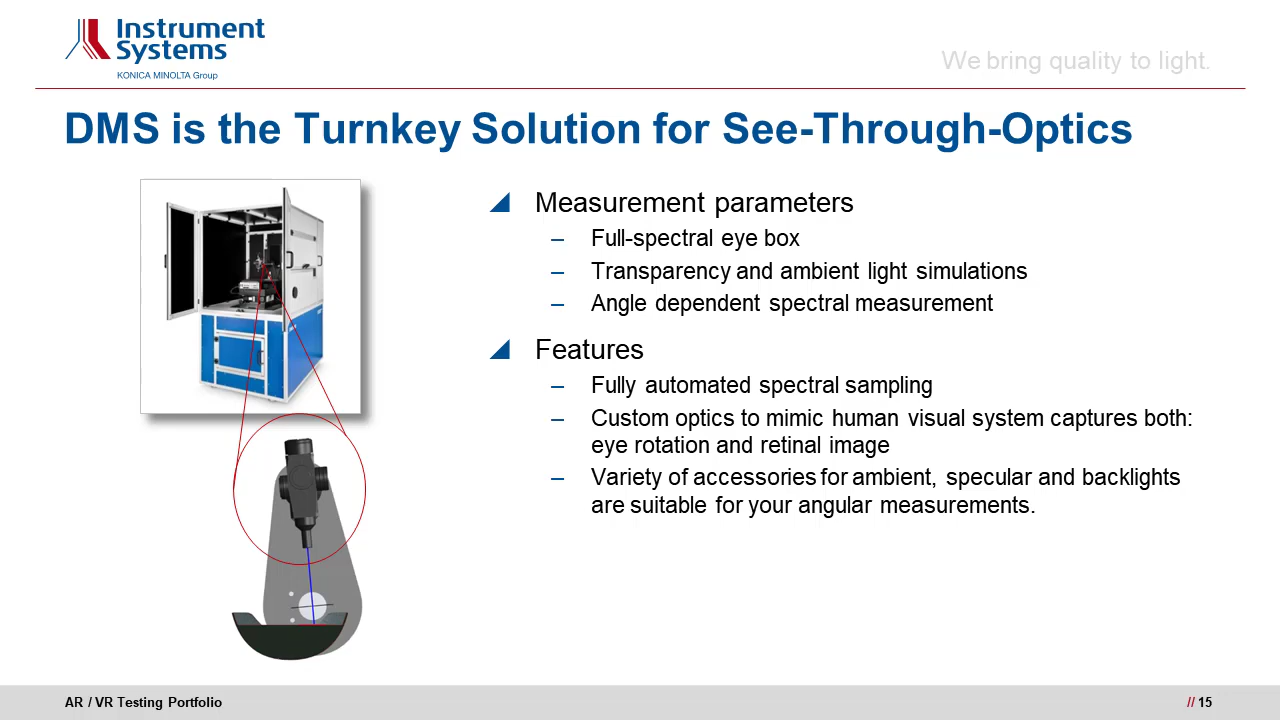 Instrument
Systems
KONICA MINOLTA Group
We bring quality to light.
DMS is the Turnkey Solution for See-Through-Optics
Measurement parameters
– Full-spectral eye box
– Transparency and ambient light simulations
– Angle dependent spectral measurement
Features
– Fully automated spectral sampling
– Custom optics to mimic human visual system captures both:
eye rotation and retinal image
– Variety of accessories for ambient, specular and backlights
are suitable for your angular measurements.
AR / VR Testing Portfolio
// 15